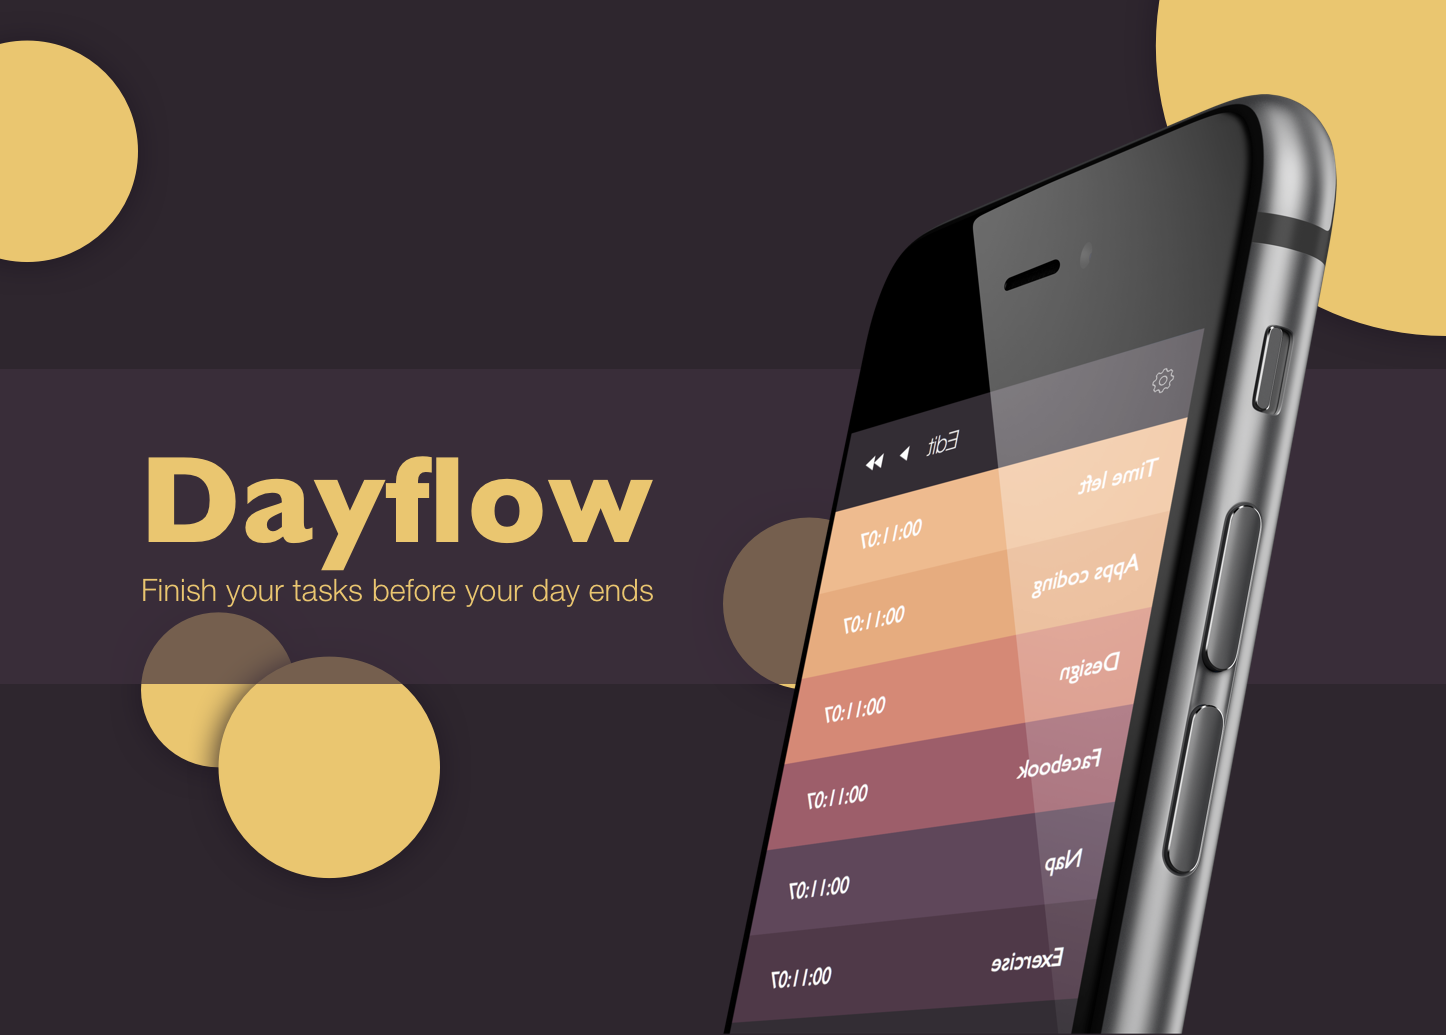 Dayflow
Finish your tasks before your day ends
Edit
Time left 00:11:07
Apps coding 00:11:07
Design 00:11:07
Facebook 00:11:07
Nap 00:11:07
Exercise 00:11:07